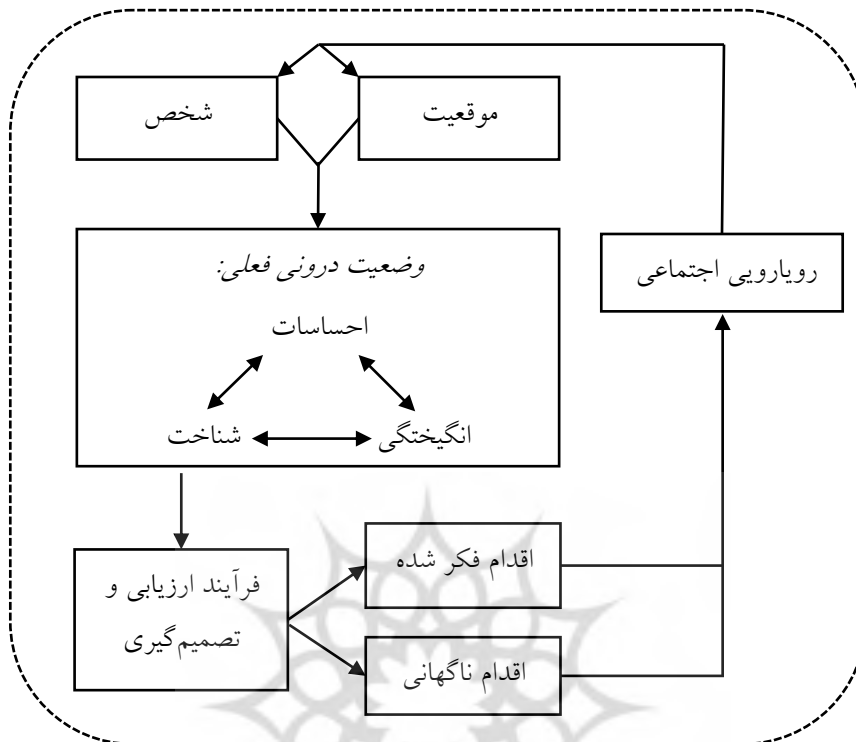 شخص
موقعیت
وضعیت درونی فعلی:
احساسات
شناخت
انگیختگی
رویارویی اجتماعی
فرآیند ارزیابی و
تصمیم‌گیری
اقدام فکر شده
اقدام ناگهانی